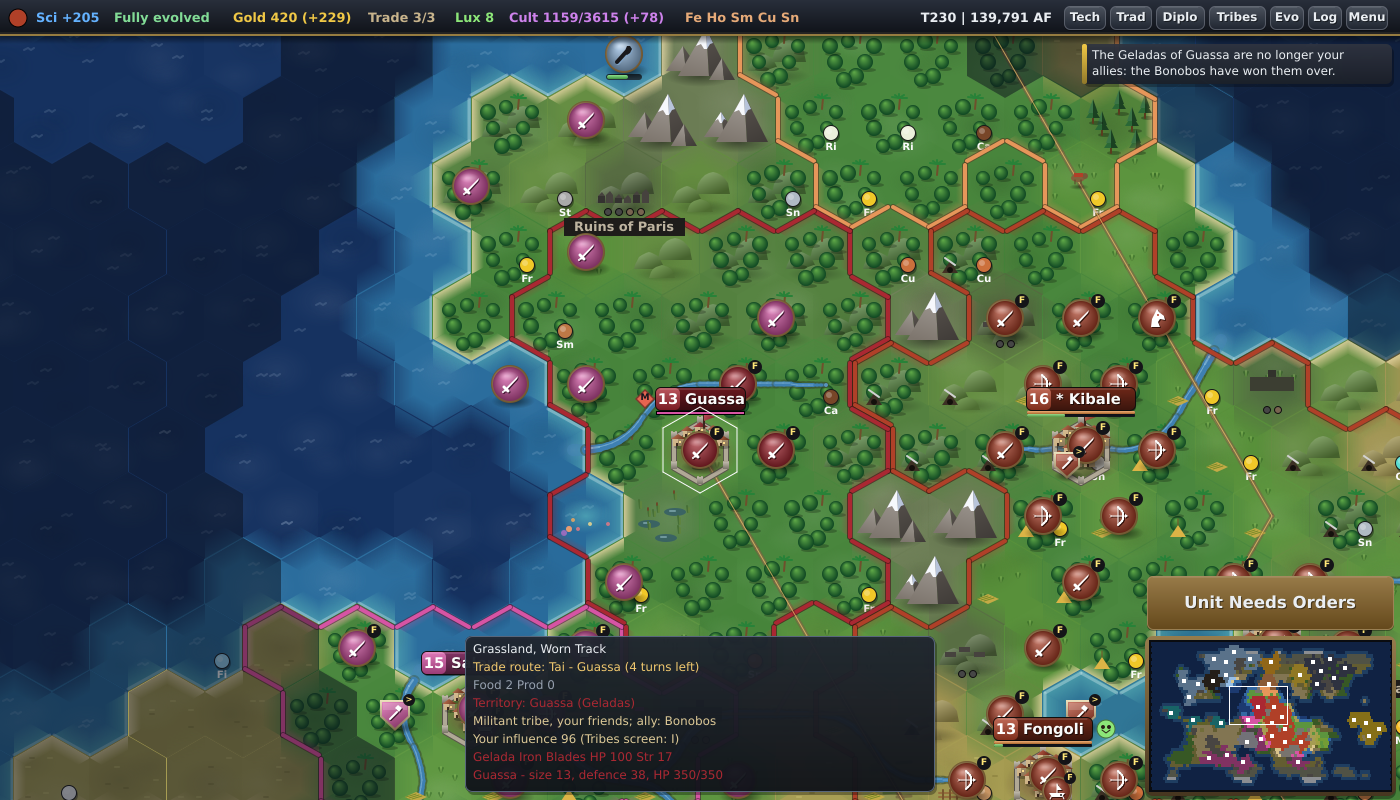 Sci +205 Fully evolved Gold 420 (+229) Trade 3/3 Lux 8 Cult 1159/3615 (+78) Fe Ho Sm Cu Sn T230 | 139,791 AF Tech Trad Diplo Tribes Evo Log Menu
The Geladas of Guassa are no longer your
allies: the Bonobos have won them over.
Ri Ri
St Sn Fr Fr
Ruins of Paris
Fr Cu Cu
F F F
Sm
F F F
M 13 Guassa 16 * Kibale
Ca Fr
F F F F F
> Fr
F F
Fr Sn
F F F
Fr Fr
Unit Needs Orders
F F
15
Fi Fr
> F >
13 Fongoli
F F F
Grassland, Worn Track
Trade route: Tai - Guassa (4 turns left)
Food 2 Prod 0
Territory: Guassa (Geladas)
Militant tribe, your friends; ally: Bonobos
Your influence 96 (Tribes screen: I)
Gelada Iron Blades HP 100 Str 17
Guassa - size 13, defence 38, HP 350/350